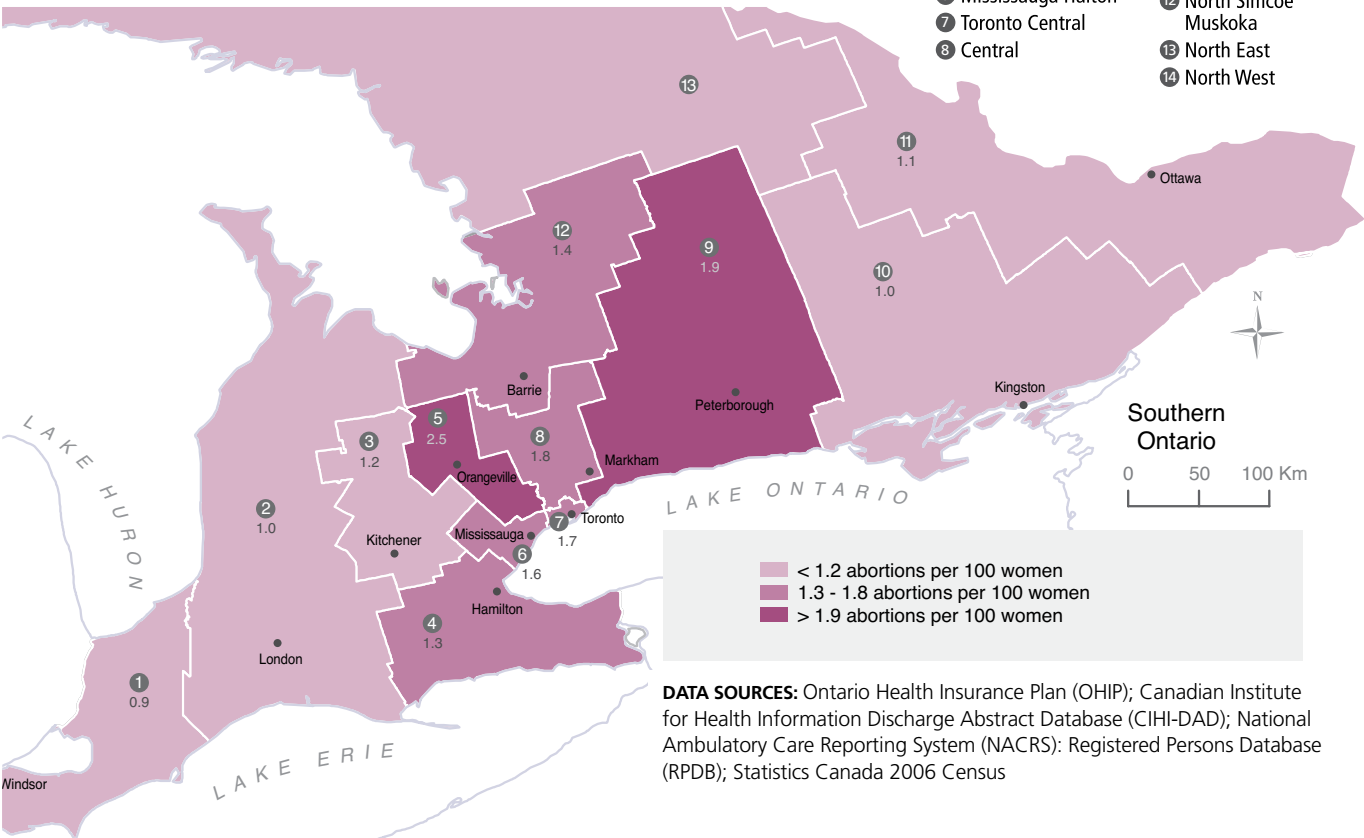 Mississauga Halton
7 Toronto Central
8 Central
12 North Simcoe
Muskoka
13 North East
14 North West
13
11
1.1
Ottawa
12
1.4
9
1.9
10
1.0
N
Barrie
Peterborough
Kingston
Southern
Ontario
0 50 100 Km
5
2.5
3
1.2
8
1.8
Markham
Orangeville
LAKE HURON
LAKE ONTARIO
2
1.0
7
Toronto
1.7
Kitchener
Mississauga
6
1.6
Hamilton
4
1.3
London
1
0.9
Windsor
LAKE ERIE
< 1.2 abortions per 100 women
1.3 - 1.8 abortions per 100 women
> 1.9 abortions per 100 women
DATA SOURCES: Ontario Health Insurance Plan (OHIP); Canadian Institute
for Health Information Discharge Abstract Database (CIHI-DAD); National
Ambulatory Care Reporting System (NACRS): Registered Persons Database
(RPDB); Statistics Canada 2006 Census